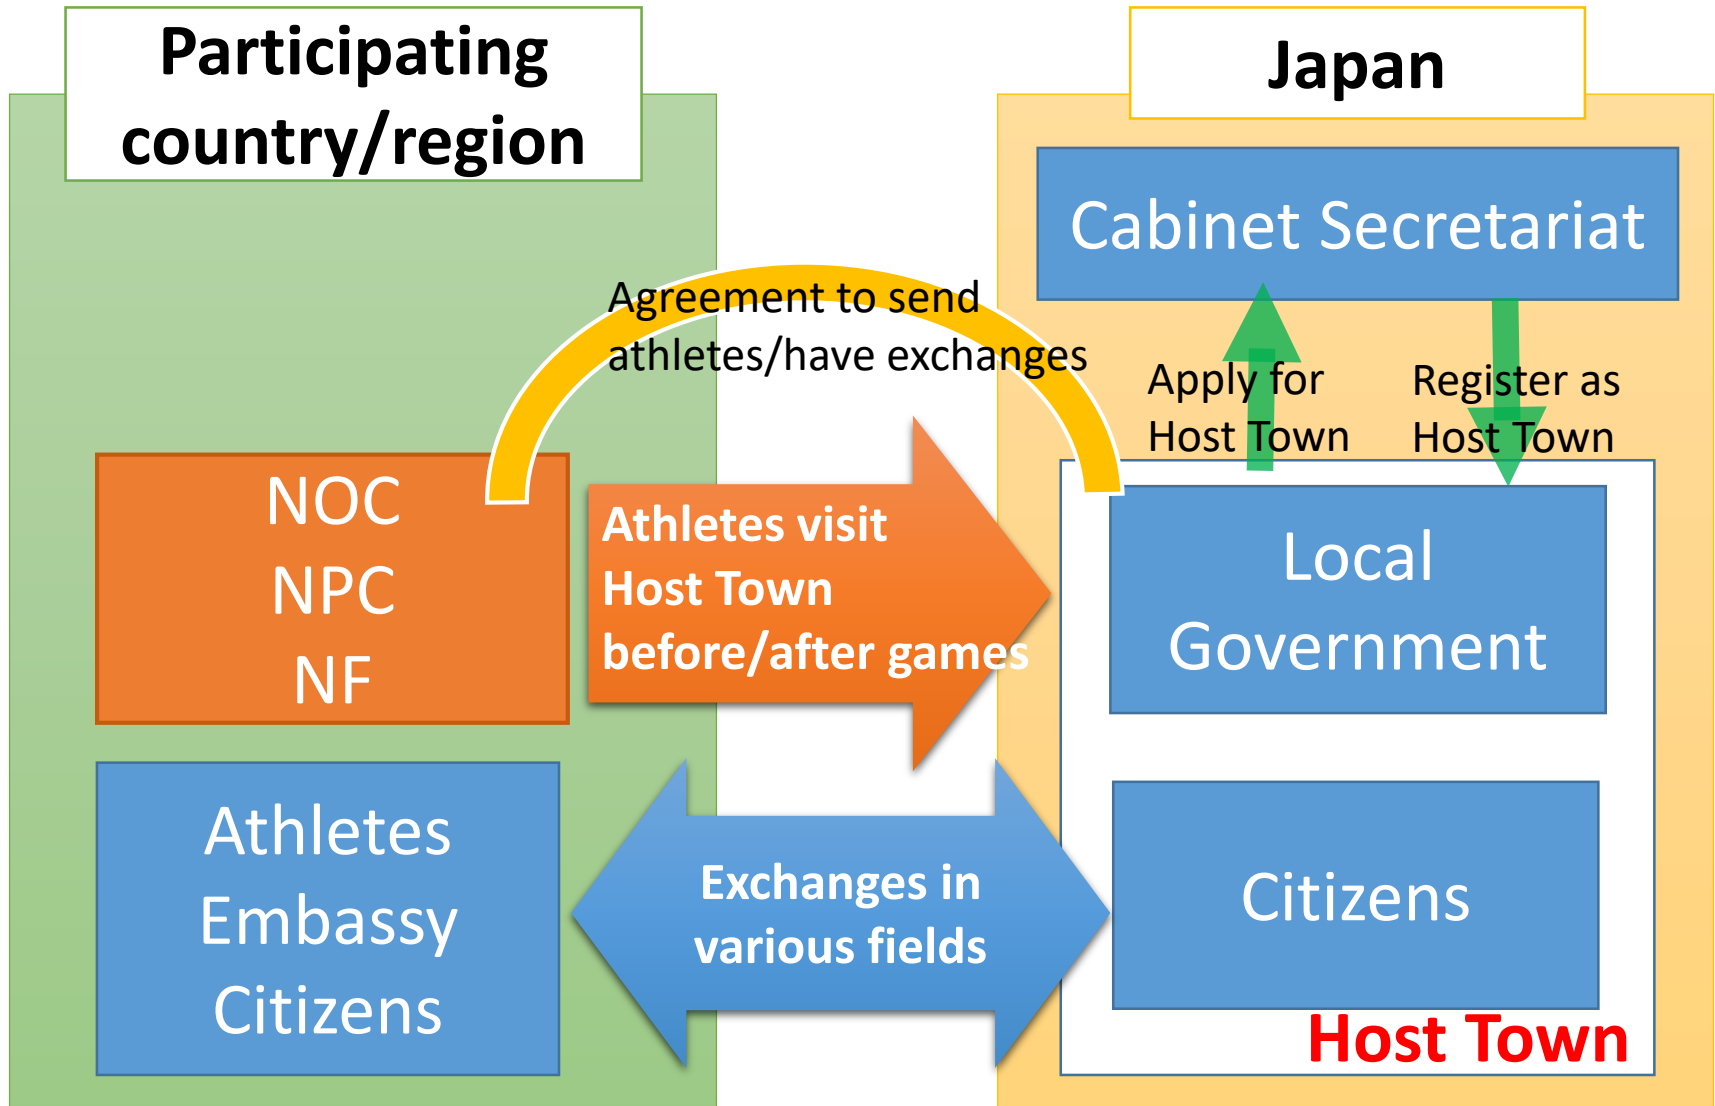 Participating
country/region
Japan
Cabinet Secretariat
Agreement to send
athletes/have exchanges
Apply for
Host Town
Register as
Host Town
NOC
NPC
NF
Athletes visit
Host Town
before/after games
Local
Government
Athletes
Embassy
Citizens
Exchanges in
various fields
Citizens
Host Town